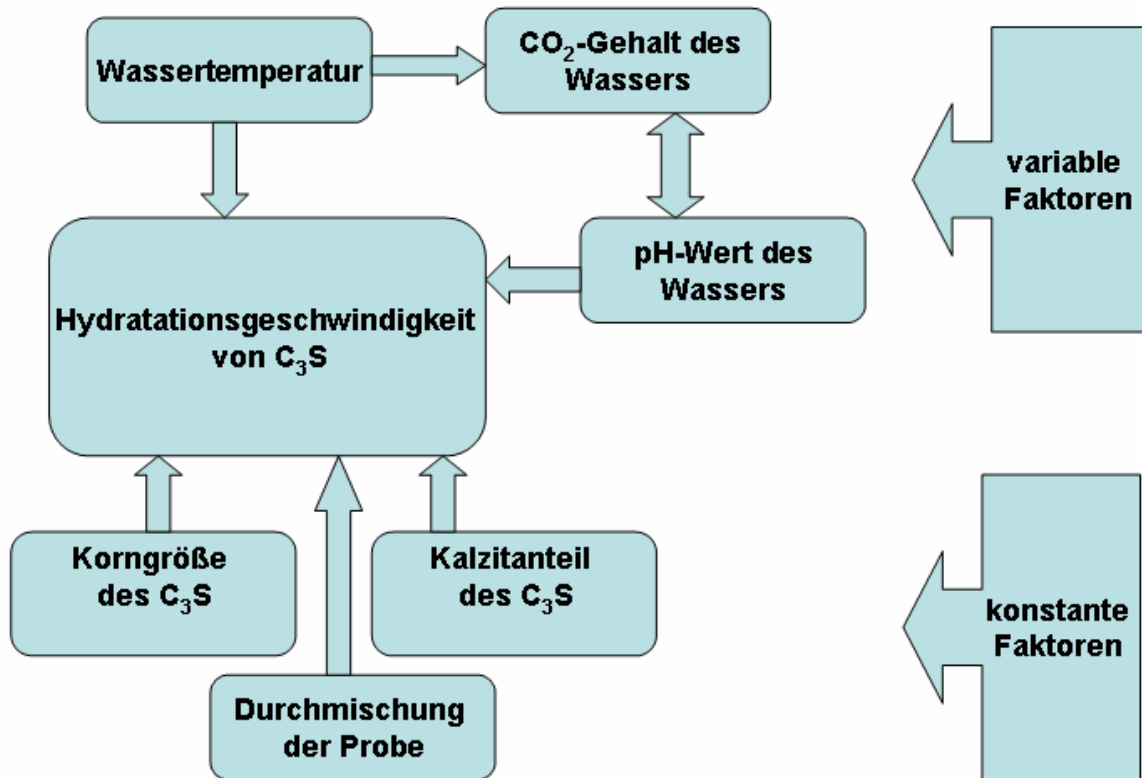 Wassertemperatur
CO₂-Gehalt des
Wassers
variable
Faktoren
pH-Wert des
Wassers
Hydratationsgeschwindigkeit
von C₃S
Korngröße
des C₃S
Kalzitanteil
des C₃S
konstante
Faktoren
Durchmischung
der Probe